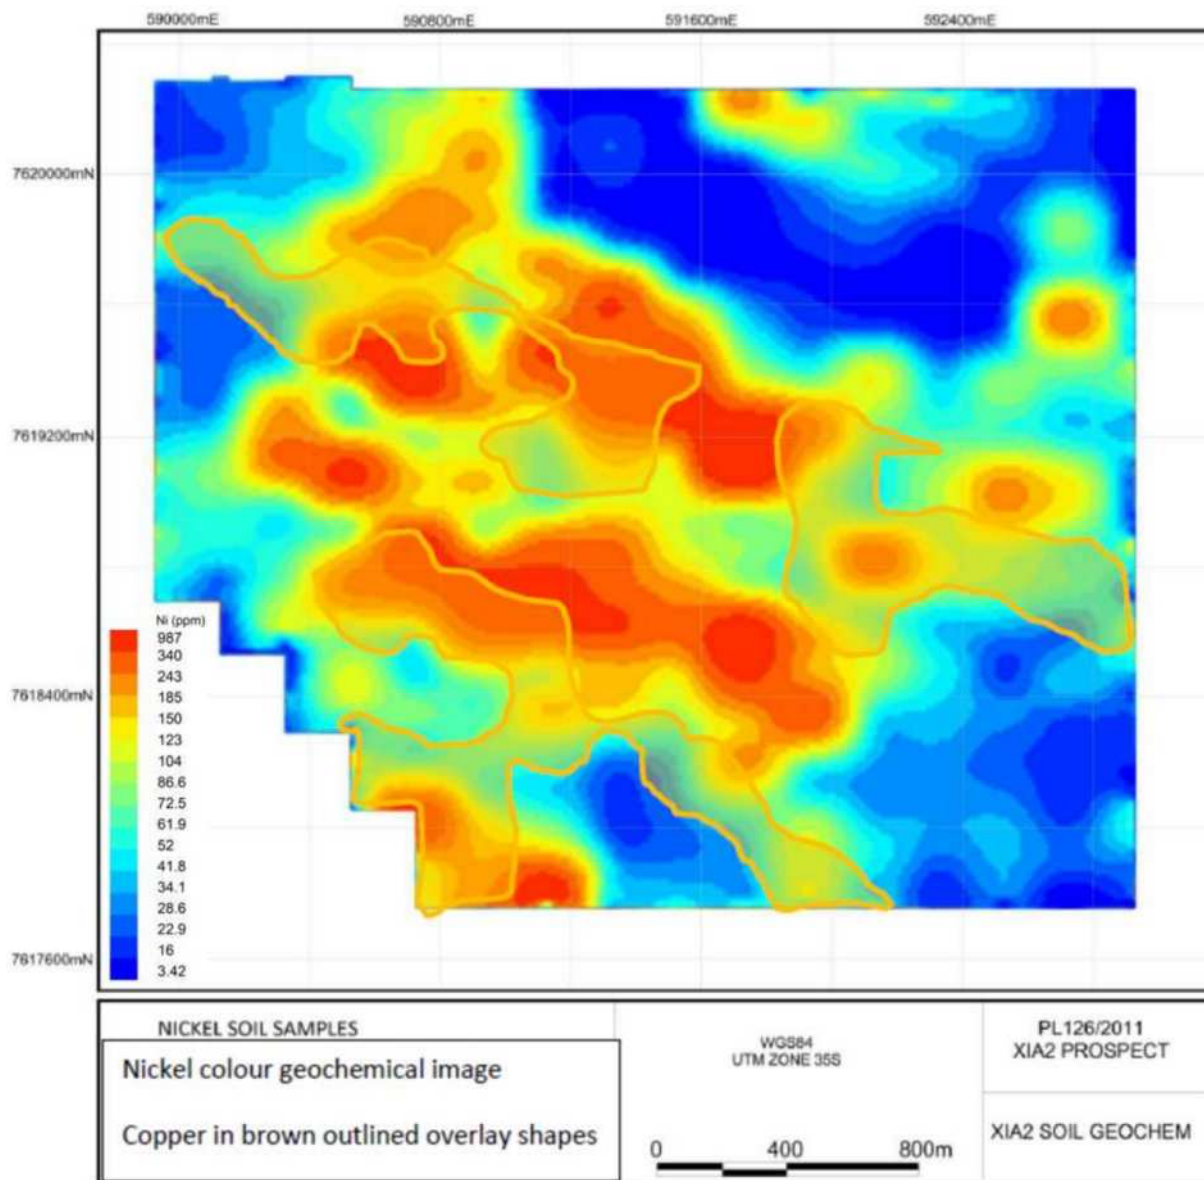 590000mE 590800mE 591600mE 592400mE
7620000mN
7619200mN
7618400mN
7617600mN
Ni (ppm)
987
340
243
185
150
123
104
86.6
72.5
61.9
52
41.8
34.1
28.6
22.9
16
3.42
NICKEL SOIL SAMPLES
Nickel colour geochemical image
Copper in brown outlined overlay shapes
WGS84
UTM ZONE 35S
0 400 800m
PL126/2011
XIA2 PROSPECT
XIA2 SOIL GEOCHEM